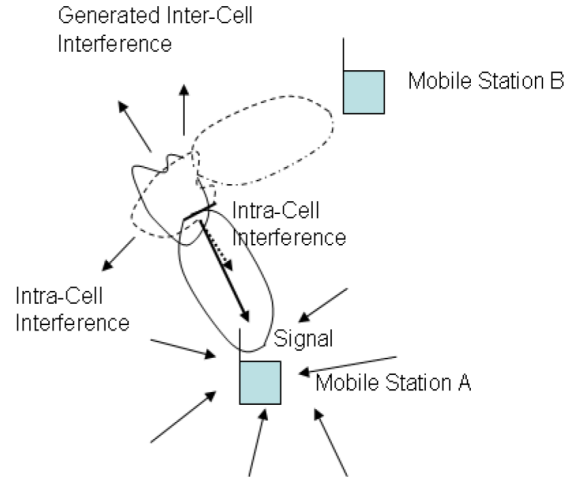 Generated Inter-Cell
Interference
Mobile Station B
Intra-Cell
Interference
Intra-Cell
Interference
Signal
Mobile Station A